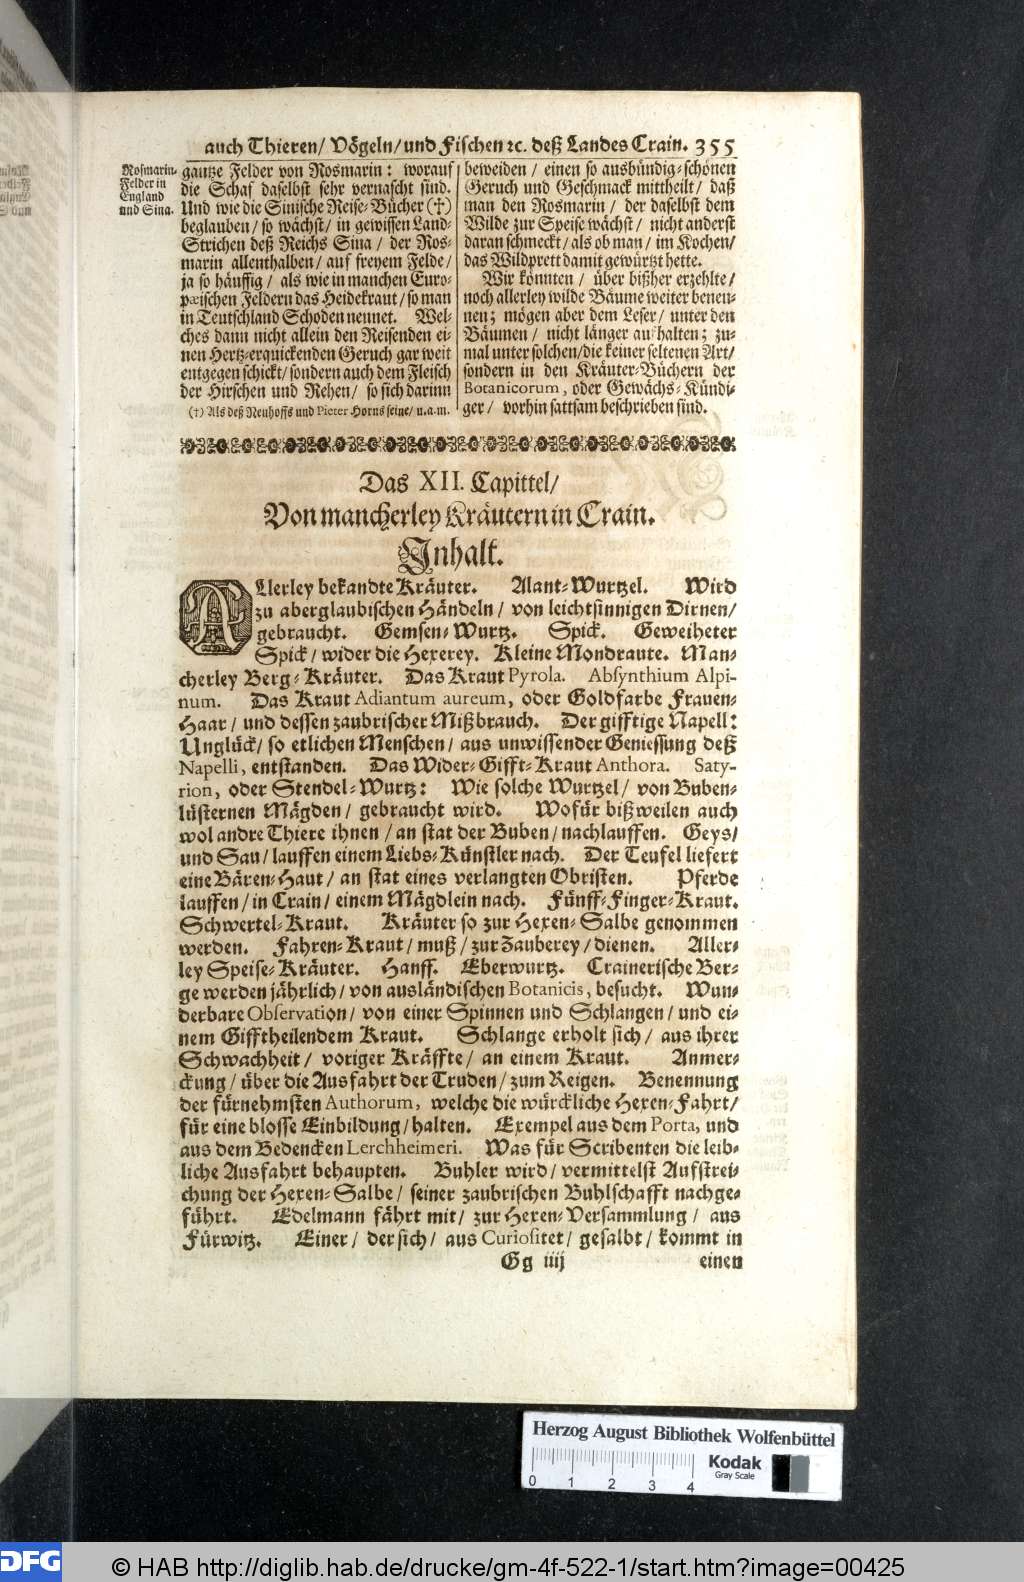 auch Thieren/ Vögeln/ und Fischen ꝛc. deß Landes Crain. 355
Rosmarin-
Felder in
England
und Sina.
gantze Felder von Rosmarin: worauf
die Schaf daselbst sehr vernascht sind.
Und wie die Sinische Reise-Bücher (†)
beglauben/ so wächst/ in gewissen Land-
Strichen deß Reichs Sina/ der Ros-
marin allenthalben/ auf freyem Felde/
ja so häuffig/ als wie in manchen Euro-
pæischen Feldern das Heidekraut/ so man
in Teutschland Schoden nennet. Wel-
ches dann nicht allein den Reisenden ei-
nen Hertz-erquickenden Geruch gar weit
entgegen schickt/ sondern auch dem Fleisch
der Hirschen und Rehen/ so sich darinn
(†) Als deß Neuhoffs und Pieter Horns seine/ u. a. m.
beweiden/ einen so ausbündig-schönen
Geruch und Geschmack mittheilt/ daß
man den Rosmarin/ der daselbst dem
Wilde zur Speise wächst/ nicht anderst
daran schmeckt/ als ob man/ im Kochen/
das Wildprett damit gewürtzt hette.
Wir könnten/ über bißher erzehlte/
noch allerley wilde Bäume weiter benen-
nen; mögen aber dem Leser/ unter den
Bäumen/ nicht länger aufhalten; zu-
mal unter solchen/ die keiner seltenen Art/
sondern in den Kräuter-Büchern der
Botanicorum, oder Gewächs-Kündi-
ger/ vorhin sattsam beschrieben sind.
Das XII. Capittel/
Von mancherley Kräutern in Crain.
Inhalt.
ALlerley bekandte Kräuter. Alant-Wurtzel. Wird
zu aberglaubischen Händeln/ von leichtsinnigen Dirnen/
gebraucht. Gemsen-Wurtz. Spick. Geweiheter
Spick/ wider die Hexerey. Kleine Mondraute. Man-
cherley Berg-Kräuter. Das Kraut Pyrola. Absynthium Alpi-
num. Das Kraut Adiantum aureum, oder Goldfarbe Frauen-
Haar/ und dessen zaubrischer Mißbrauch. Der gifftige Napell:
Unglück/ so etlichen Menschen/ aus unwissender Geniessung deß
Napelli, entstanden. Das Wider-Gifft-Kraut Anthora. Saty-
rion, oder Stendel-Wurtz: Wie solche Wurtzel/ von Buben-
lüsternen Mägden/ gebraucht wird. Wofür bißweilen auch
wol andre Thiere ihnen/ an stat der Buben/ nachlauffen. Geys/
und Sau/ lauffen einem Liebs-Künstler nach. Der Teufel liefert
eine Bären-Haut/ an stat eines verlangten Obristen. Pferde
lauffen/ in Crain/ einem Mägdlein nach. Fünff-Finger-Kraut.
Schwertel-Kraut. Kräuter so zur Hexen-Salbe genommen
werden. Fahren-Kraut/ muß/ zur Zauberey/ dienen. Aller-
ley Speise-Kräuter. Hanff. Eberwurtz. Crainerische Ber-
ge werden jährlich/ von ausländischen Botanicis, besucht. Wun-
derbare Observation/ von einer Spinnen und Schlangen/ und ei-
nem Gifftheilendem Kraut. Schlange erholt sich/ aus ihrer
Schwachheit/ voriger Kräffte/ an einem Kraut. Anmer-
ckung/ über die Ausfahrt der Truden/ zum Reigen. Benennung
der fürnehmsten Authorum, welche die würckliche Hexen-Fahrt/
für eine blosse Einbildung/ halten. Exempel aus dem Porta, und
aus dem Bedencken Lerchheimeri. Was für Scribenten die leib-
liche Ausfahrt behaupten. Buhler wird/ vermittelst Aufstrei-
chung der Hexen-Salbe/ seiner zaubrischen Buhlschafft nachge-
führt. Edelmann fährt mit/ zur Hexen-Versammlung/ aus
Fürwitz. Einer/ der sich/ aus Curiositet/ gesalbt/ kommt in
Gg iiij
einen
Herzog August Bibliothek Wolfenbüttel
Kodak
Gray Scale
0 1 2 3 4
DFG
© HAB http://diglib.hab.de/drucke/gm-4f-522-1/start.htm?image=00425